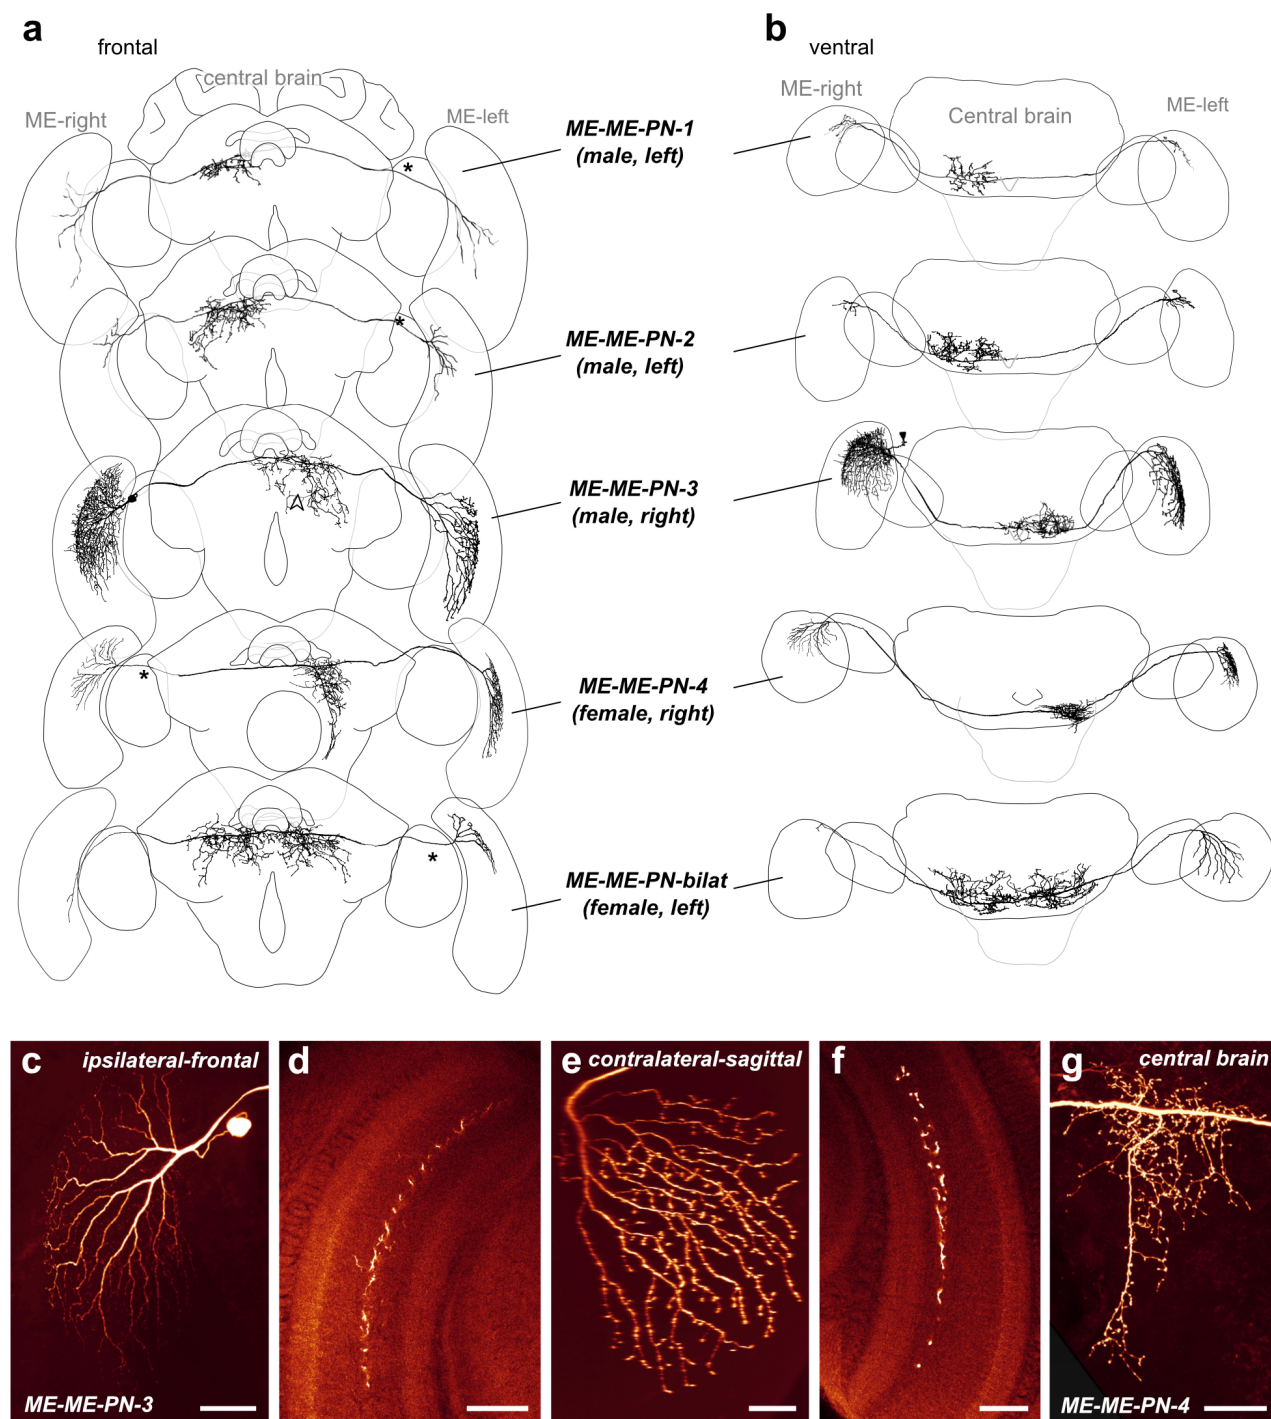 a
frontal
central brain
ME-right
ME-left
*
*
*
*
b
ventral
ME-right
Central brain
ME-left
ME-ME-PN-1
(male, left)
ME-ME-PN-2
(male, left)
ME-ME-PN-3
(male, right)
ME-ME-PN-4
(female, right)
ME-ME-PN-bilat
(female, left)
c
ipsilateral-frontal
ME-ME-PN-3
d
e
contralateral-sagittal
f
g
central brain
ME-ME-PN-4